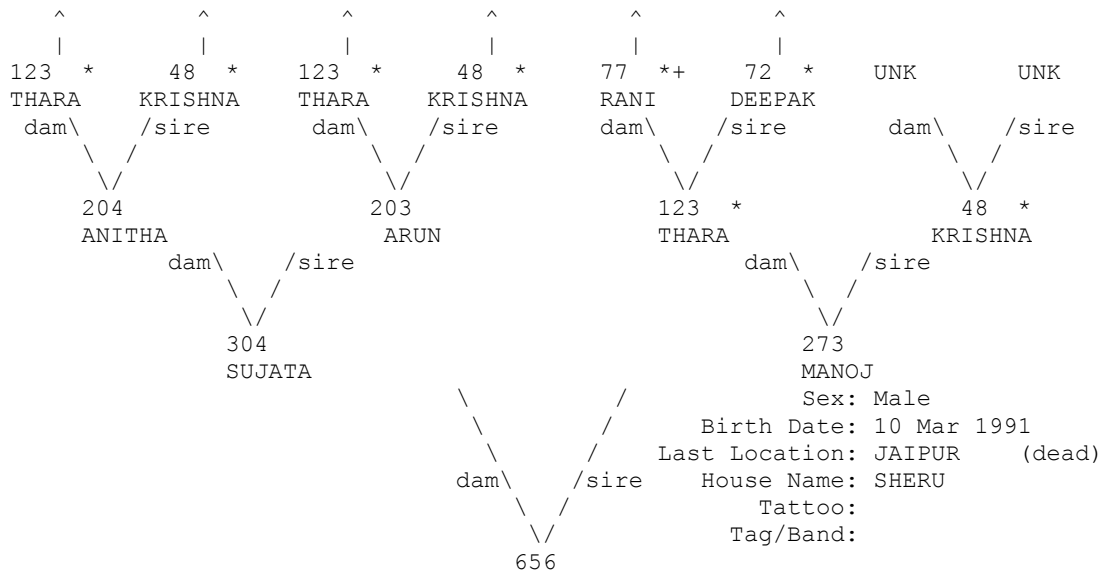 ^ ^ ^ ^ ^ ^
| | | | | |
123 * 48 * 123 * 48 * 77 *+ 72 * UNK UNK
THARA KRISHNA THARA KRISHNA RANI DEEPAK
dam\ /sire dam\ /sire dam\ /sire dam\ /sire
\ / \ / \ / \ /
\/ \/ \/ \/
204 203 123 * 48 *
ANITHA ARUN THARA KRISHNA
dam\ /sire dam\ /sire
\ / \ /
\/ \/
304 273
SUJATA MANOJ
\ / Sex: Male
\ / Birth Date: 10 Mar 1991
\ / Last Location: JAIPUR (dead)
dam\ /sire House Name: SHERU
\ / Tattoo:
\/ Tag/Band:
656